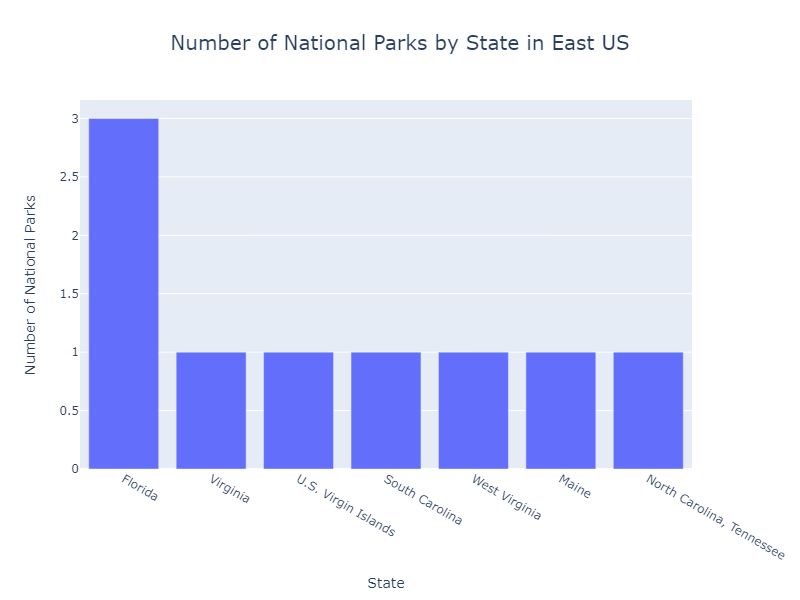 Number of National Parks by State in East US
Number of National Parks
3
2.5
2
1.5
1
0.5
0
Florida
Virginia
U.S. Virgin Islands
South Carolina
West Virginia
Maine
North Carolina, Tennessee
State